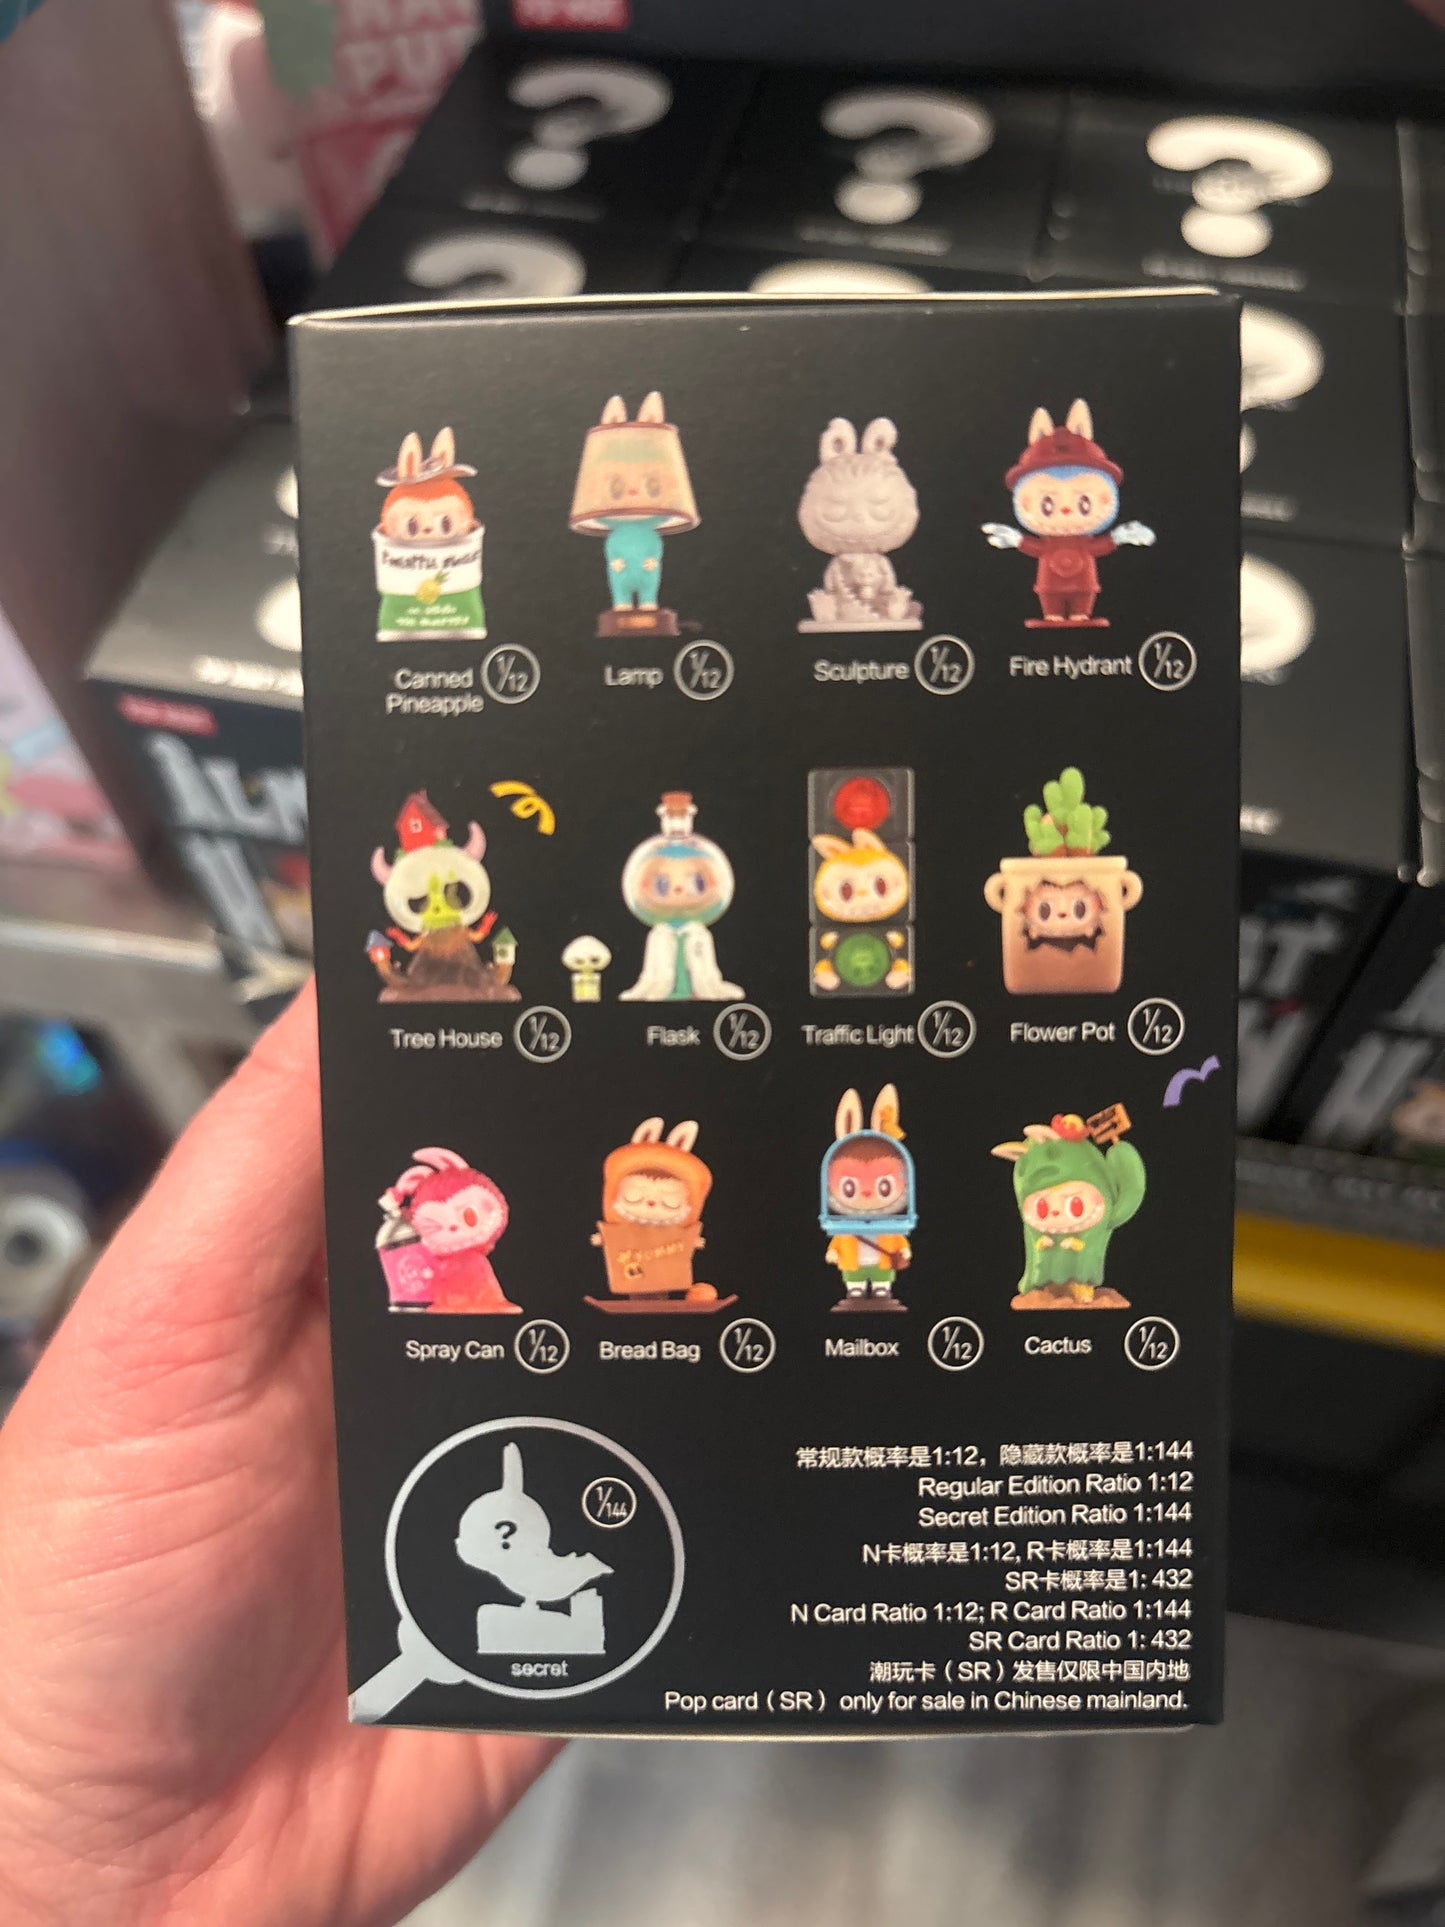 Canned
Pineapple
1/12
Lamp 1/12
Sculpture 1/12
Fire Hydrant 1/12
Tree House 1/12
Flask 1/12
Traffic Light 1/12
Flower Pot 1/12
Spray Can 1/12
Bread Bag 1/12
Mailbox 1/12
Cactus 1/12
?
1/144
secret
常规款概率是1:12，隐藏款概率是1:144
Regular Edition Ratio 1:12
Secret Edition Ratio 1:144
N卡概率是1:12, R卡概率是1:144
SR卡概率是1: 432
N Card Ratio 1:12; R Card Ratio 1:144
SR Card Ratio 1: 432
潮玩卡（SR）发售仅限中国内地
Pop card（SR）only for sale in Chinese mainland.